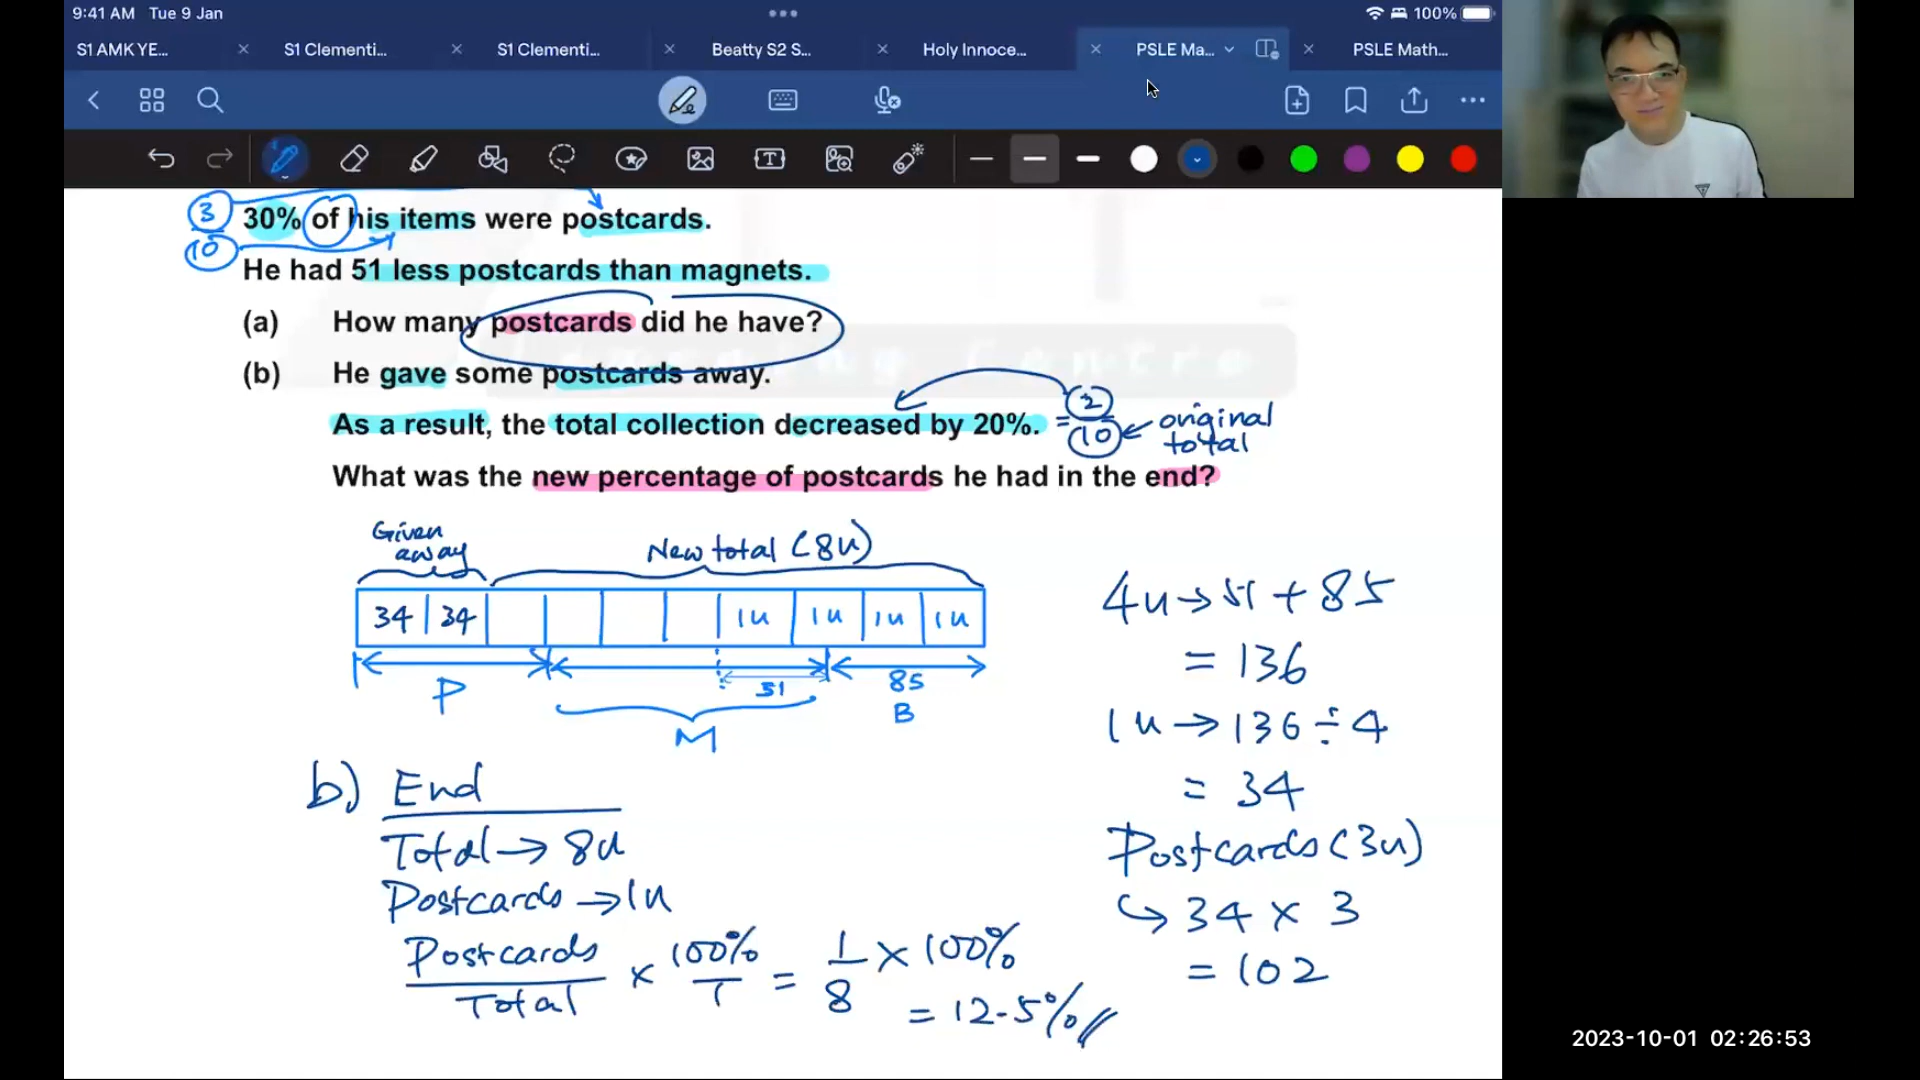 9:41 AM Tue 9 Jan
100%
S1 AMK YE...
S1 Clementi...
S1 Clementi...
Beatty S2 S...
Holy Innoce...
PSLE Ma...
PSLE Math...
3
10
30% of his items were postcards.
He had 51 less postcards than magnets.
(a) How many postcards did he have?
(b) He gave some postcards away.
As a result, the total collection decreased by 20%. = 2/10 ← original total
What was the new percentage of postcards he had in the end?
Learning Centre
Given away
New total (8u)
34 34 1u 1u 1u 1u
P
51
85
B
M
4u → 51 + 85
= 136
1u → 136 ÷ 4
= 34
Postcards (3u)
↪ 34 × 3
= 102
b) End
Total → 8u
Postcards → 1u
Postcards/Total × 100%/1 = 1/8 × 100%
= 12.5%
2023-10-01 02:26:53